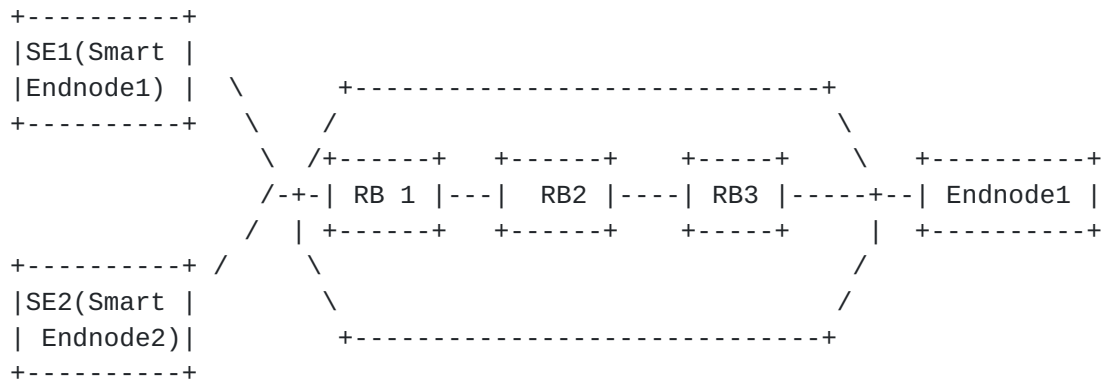 SE1(Smart
Endnode1)
RB 1 RB2 RB3 Endnode1
SE2(Smart
Endnode2)